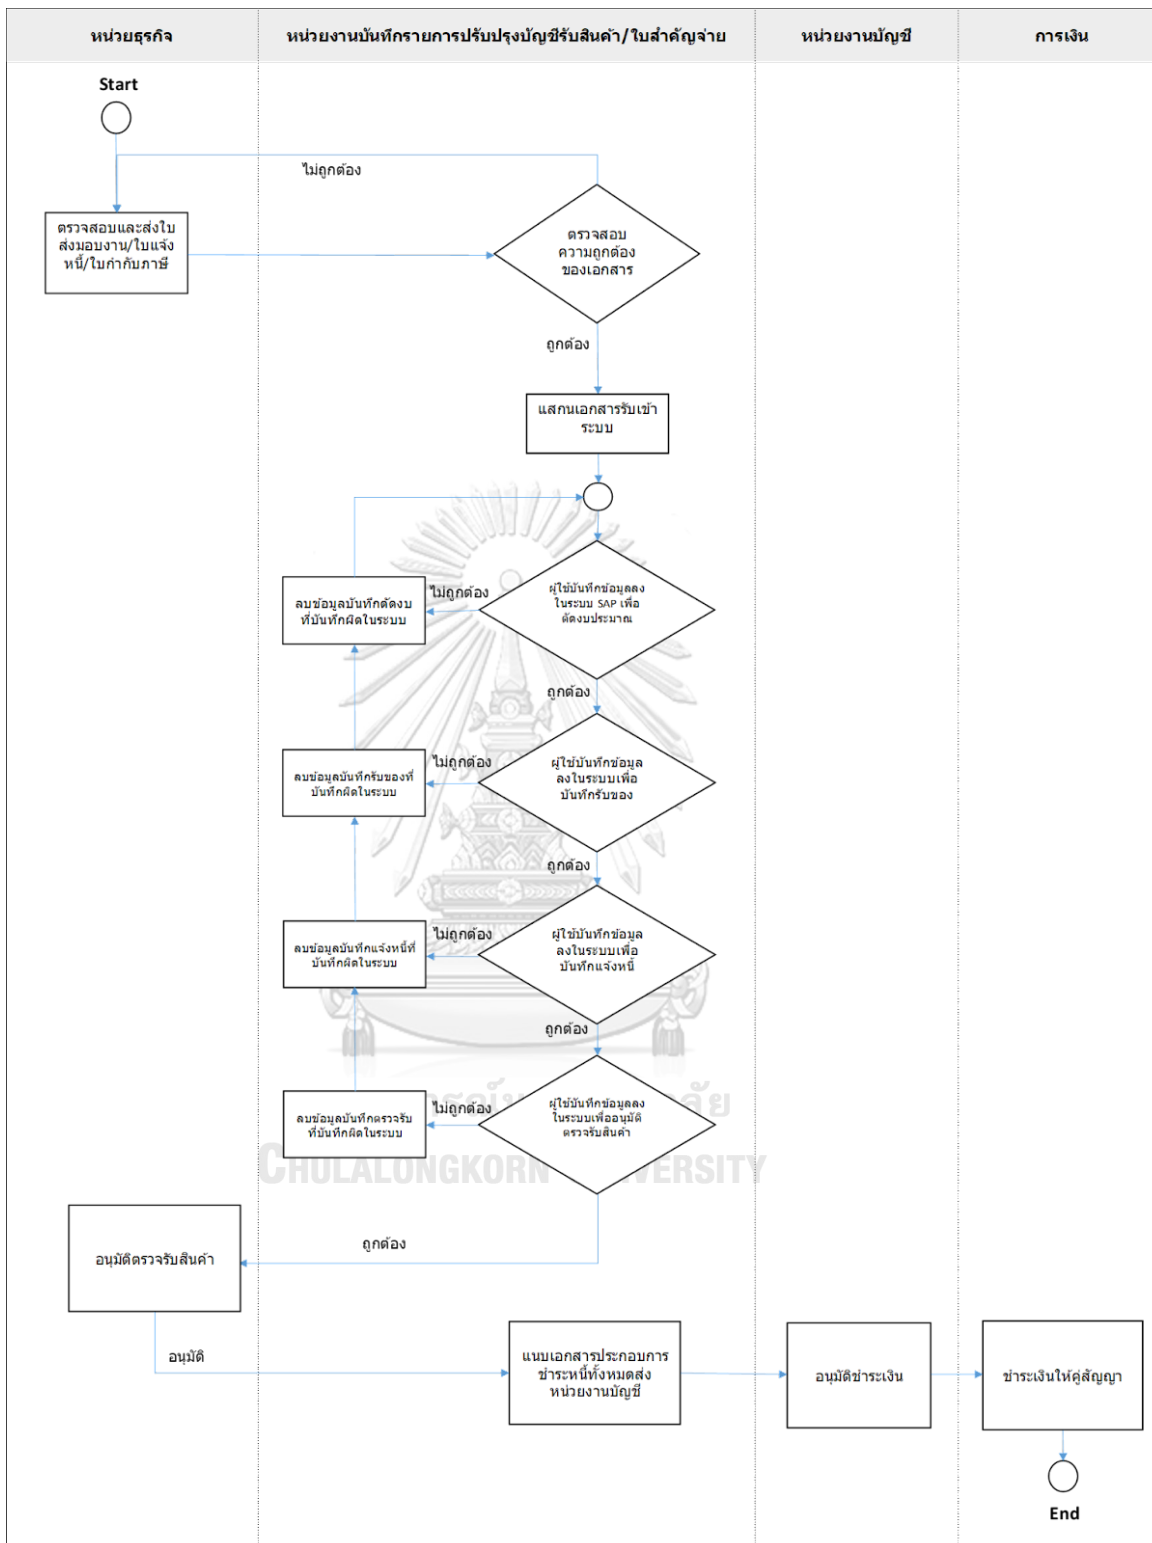 หน่วยธุรกิจ
หน่วยงานบันทึกรายการปรับปรุงบัญชีรับสินค้า/ใบสำคัญจ่าย
หน่วยงานบัญชี
การเงิน
Start
ไม่ถูกต้อง
ตรวจสอบและส่งใบ
ส่งมอบงาน/ใบแจ้ง
หนี้/ใบกำกับภาษี
ตรวจสอบ
ความถูกต้อง
ของเอกสาร
ถูกต้อง
แสกนเอกสารรับเข้า
ระบบ
ผู้ใช้บันทึกข้อมูลลง
ในระบบ SAP เพื่อ
ตัดงบประมาณ
ไม่ถูกต้อง
ลบข้อมูลบันทึกตัดงบ
ที่บันทึกผิดในระบบ
ถูกต้อง
ผู้ใช้บันทึกข้อมูล
ลงในระบบเพื่อ
บันทึกรับของ
ไม่ถูกต้อง
ลบข้อมูลบันทึกรับของที่
บันทึกผิดในระบบ
ถูกต้อง
ผู้ใช้บันทึกข้อมูล
ลงในระบบเพื่อ
บันทึกแจ้งหนี้
ไม่ถูกต้อง
ลบข้อมูลบันทึกแจ้งหนี้ที่
บันทึกผิดในระบบ
ถูกต้อง
ผู้ใช้บันทึกข้อมูลลง
ในระบบเพื่ออนุมัติ
ตรวจรับสินค้า
ไม่ถูกต้อง
ลบข้อมูลบันทึกตรวจรับ
ที่บันทึกผิดในระบบ
CHULALONGKORN
ถูกต้อง
อนุมัติตรวจรับสินค้า
อนุมัติ
แนบเอกสารประกอบการ
ชำระหนี้ทั้งหมดส่ง
หน่วยงานบัญชี
อนุมัติชำระเงิน
ชำระเงินให้คู่สัญญา
End